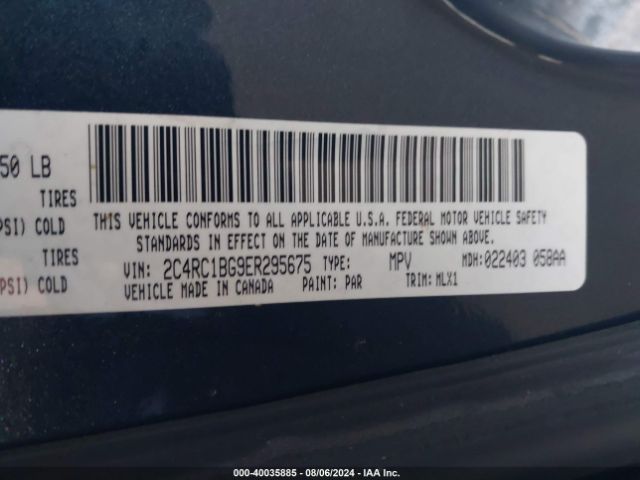 50 LB
TIRES
PSI) COLD
TIRES
PSI) COLD
THIS VEHICLE CONFORMS TO ALL APPLICABLE U.S.A. FEDERAL MOTOR VEHICLE SAFETY
STANDARDS IN EFFECT ON THE DATE OF MANUFACTURE SHOWN ABOVE.
VIN: 2C4RC1BG9ER295675 TYPE: MPV MDH:022403 058AA
VEHICLE MADE IN CANADA PAINT: PAR TRIM: MLX1
000-40035885 - 08/06/2024 - IAA Inc.